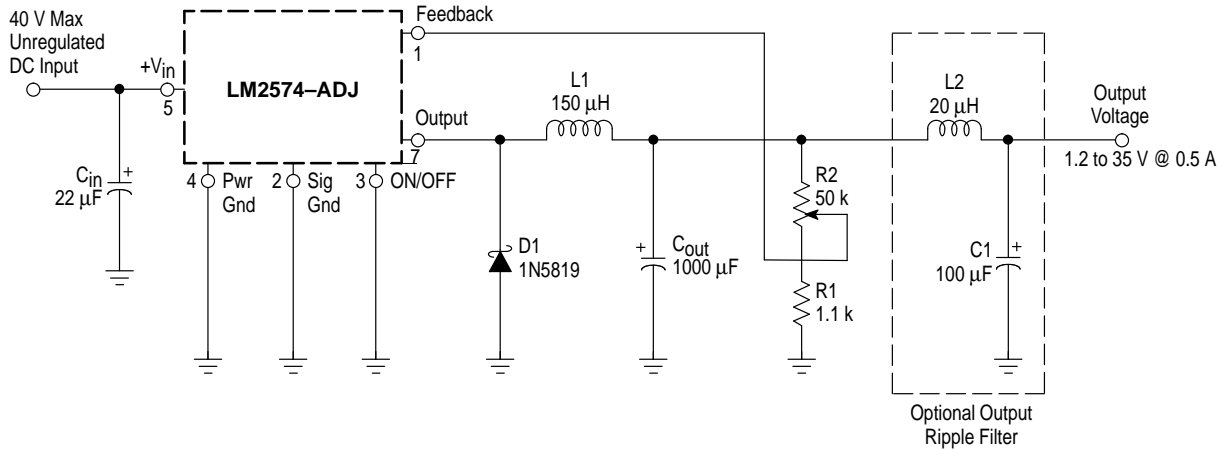 40 V Max
Unregulated
DC Input
+Vin
5
LM2574–ADJ
Feedback
1
Output
7
4 Pwr
Gnd
2 Sig
Gnd
3 ON/OFF
Cin
22 µF
+
L1
150 µH
D1
1N5819
+
Cout
1000 µF
R2
50 k
R1
1.1 k
L2
20 µH
C1
100 µF
+
Output
Voltage
1.2 to 35 V @ 0.5 A
Optional Output
Ripple Filter